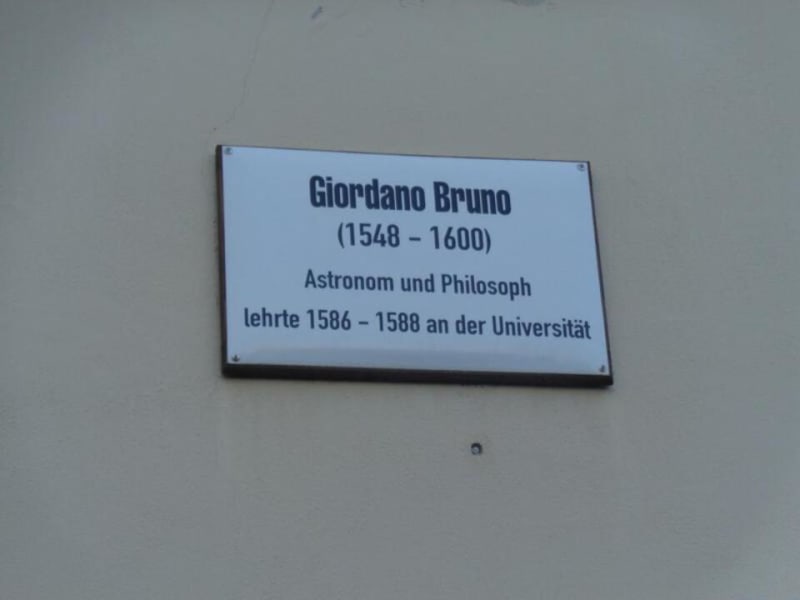 Giordano Bruno
(1548 – 1600)
Astronom und Philosoph
lehrte 1586 – 1588 an der Universität